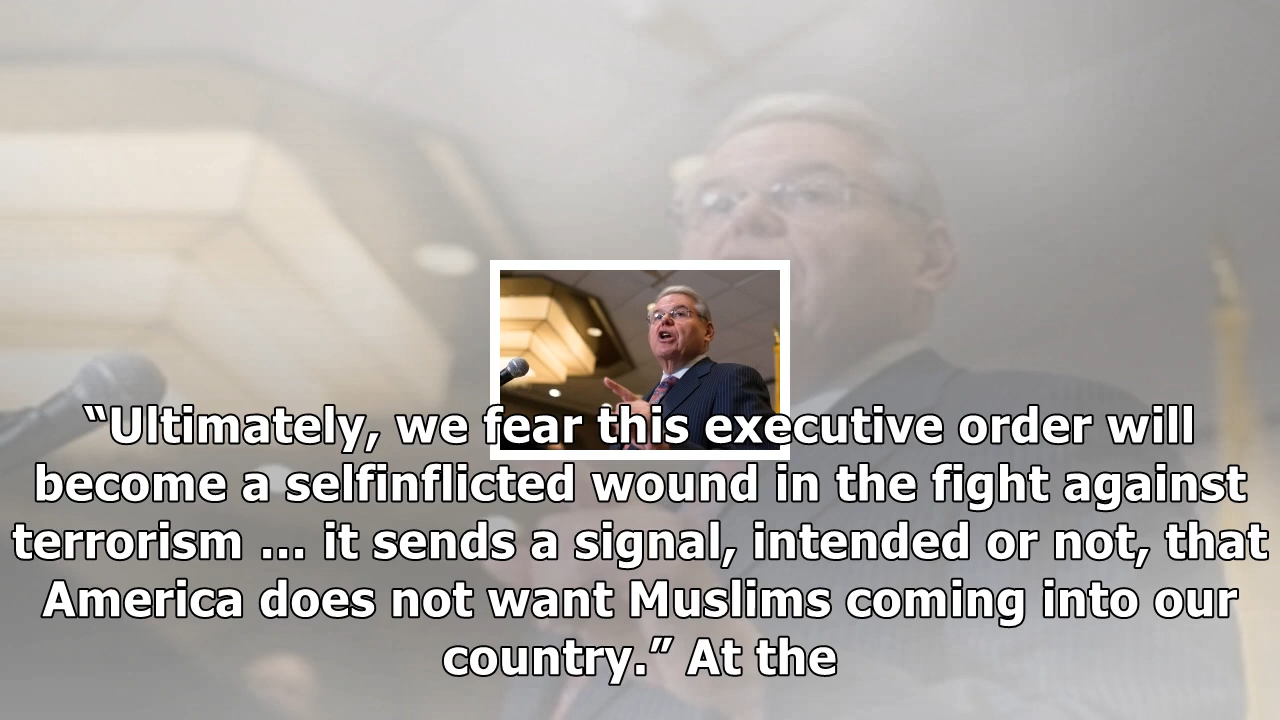 “Ultimately, we fear this executive order will
become a selfinflicted wound in the fight against
terrorism ... it sends a signal, intended or not, that
America does not want Muslims coming into our
country.” At the